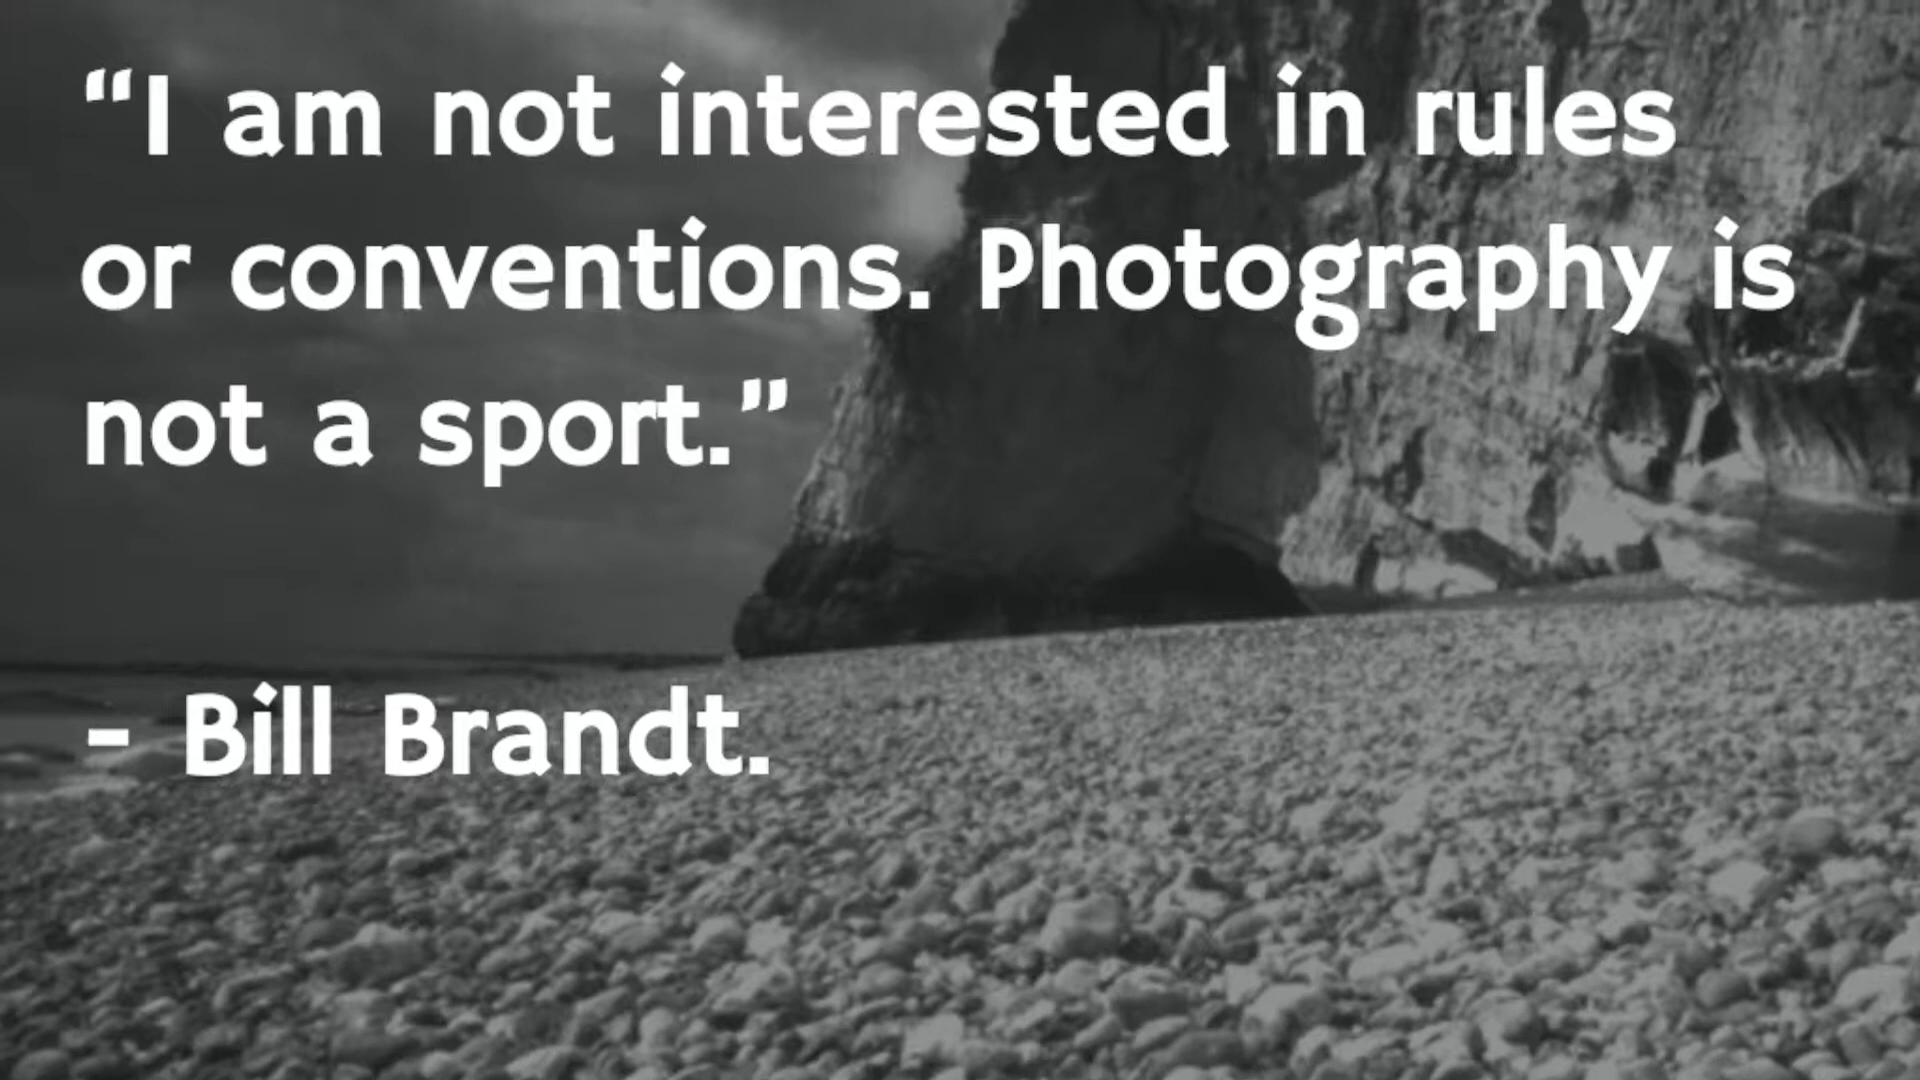 “I am not interested in rules
or conventions. Photography is
not a sport.”
- Bill Brandt.